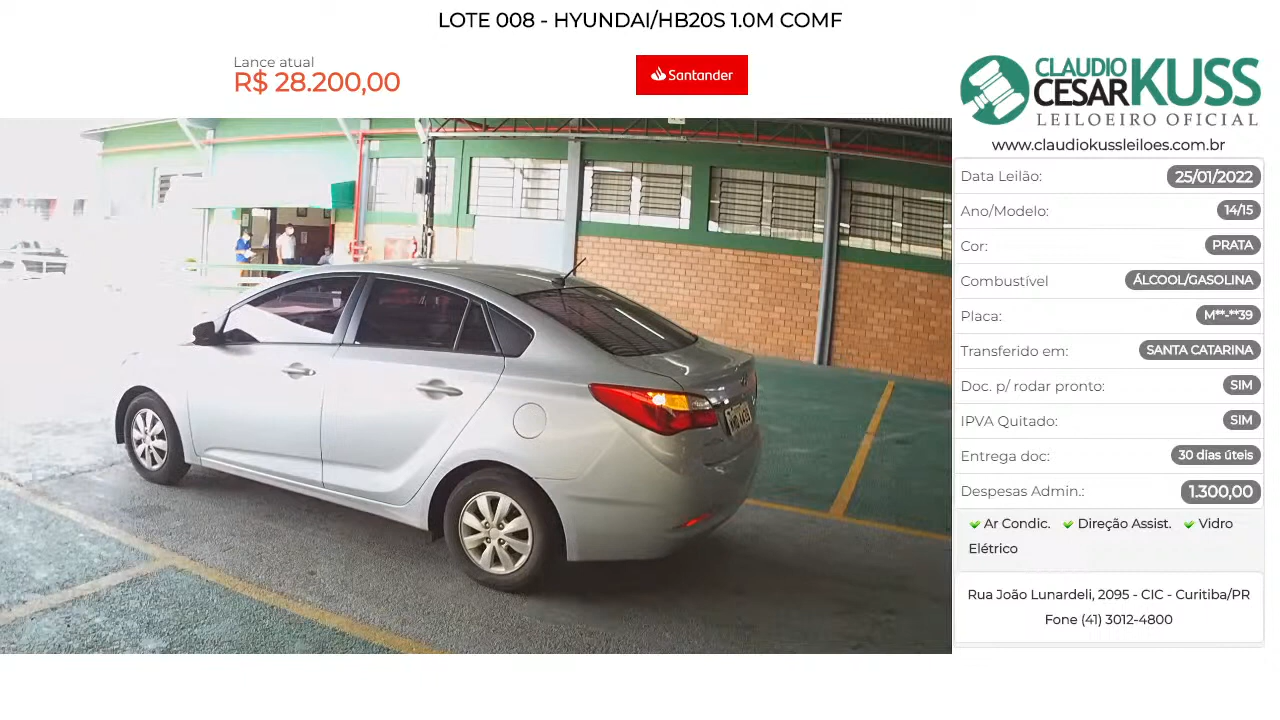 LOTE 008 - HYUNDAI/HB20S 1.0M COMF
Lance atual
R$ 28.200,00
Santander
CLAUDIO CESAR KUSS
LEILOEIRO OFICIAL
www.claudiokussleiloes.com.br
Data Leilão: 25/01/2022
Ano/Modelo: 14/15
Cor: PRATA
Combustível ÁLCOOL/GASOLINA
Placa: M**-**39
Transferido em: SANTA CATARINA
Doc. p/ rodar pronto: SIM
IPVA Quitado: SIM
Entrega doc: 30 dias úteis
Despesas Admin.: 1.300,00
Ar Condic. Direção Assist. Vidro
Elétrico
Rua João Lunardeli, 2095 - CIC - Curitiba/PR
Fone (41) 3012-4800